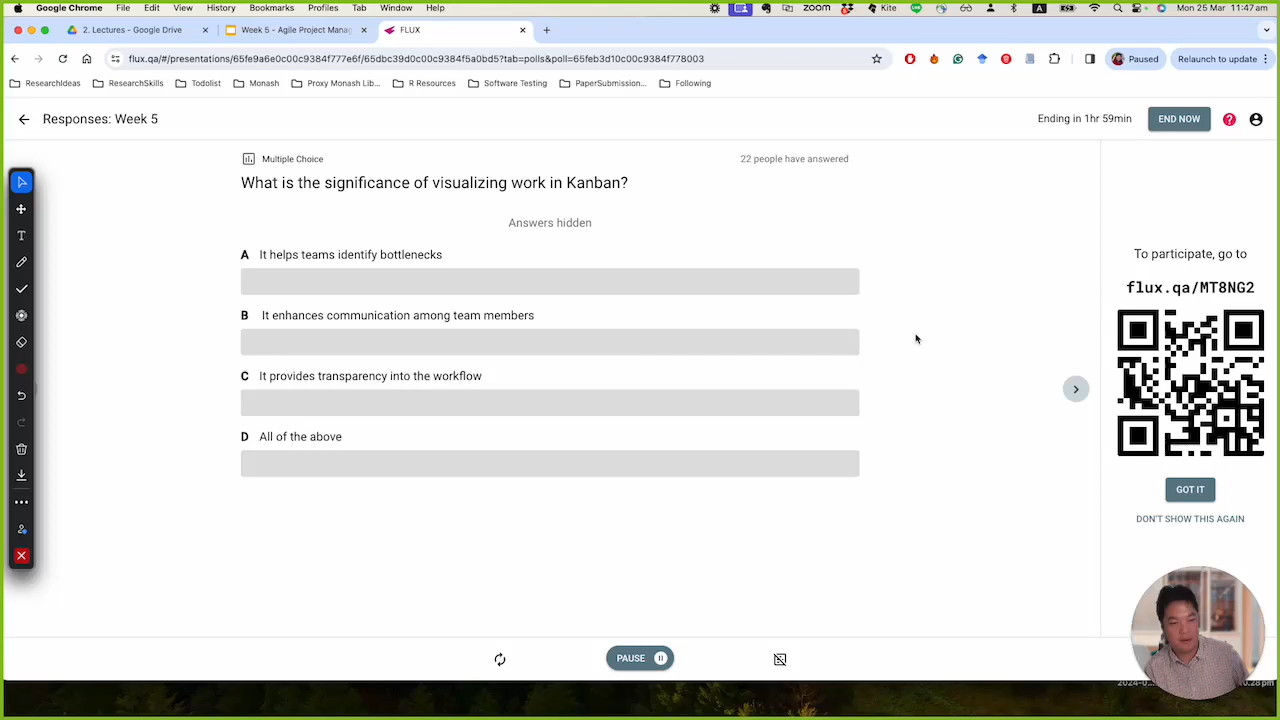 Google Chrome File Edit View History Bookmarks Profiles Tab Window Help zoom Kite A Mon 25 Mar 11:47 am
2. Lectures - Google Drive Week 5 - Agile Project Mana FLUX
flux.qa/#/presentations/65fe9a6e0c00c9384f777e6f/65dbc39d0c00c9384f5a0bd5?tab=polls&poll=65feb3d10c00c9384f778003 Paused Relaunch to update
ResearchIdeas ResearchSkills Todolist Monash Proxy Monash Lib... R Resources Software Testing PaperSubmission... Following
Responses: Week 5 Ending in 1hr 59min END NOW
Multiple Choice 22 people have answered
What is the significance of visualizing work in Kanban?
Answers hidden
A It helps teams identify bottlenecks
B It enhances communication among team members
C It provides transparency into the workflow
D All of the above
To participate, go to
flux.qa/MT8NG2
GOT IT
DON'T SHOW THIS AGAIN
PAUSE